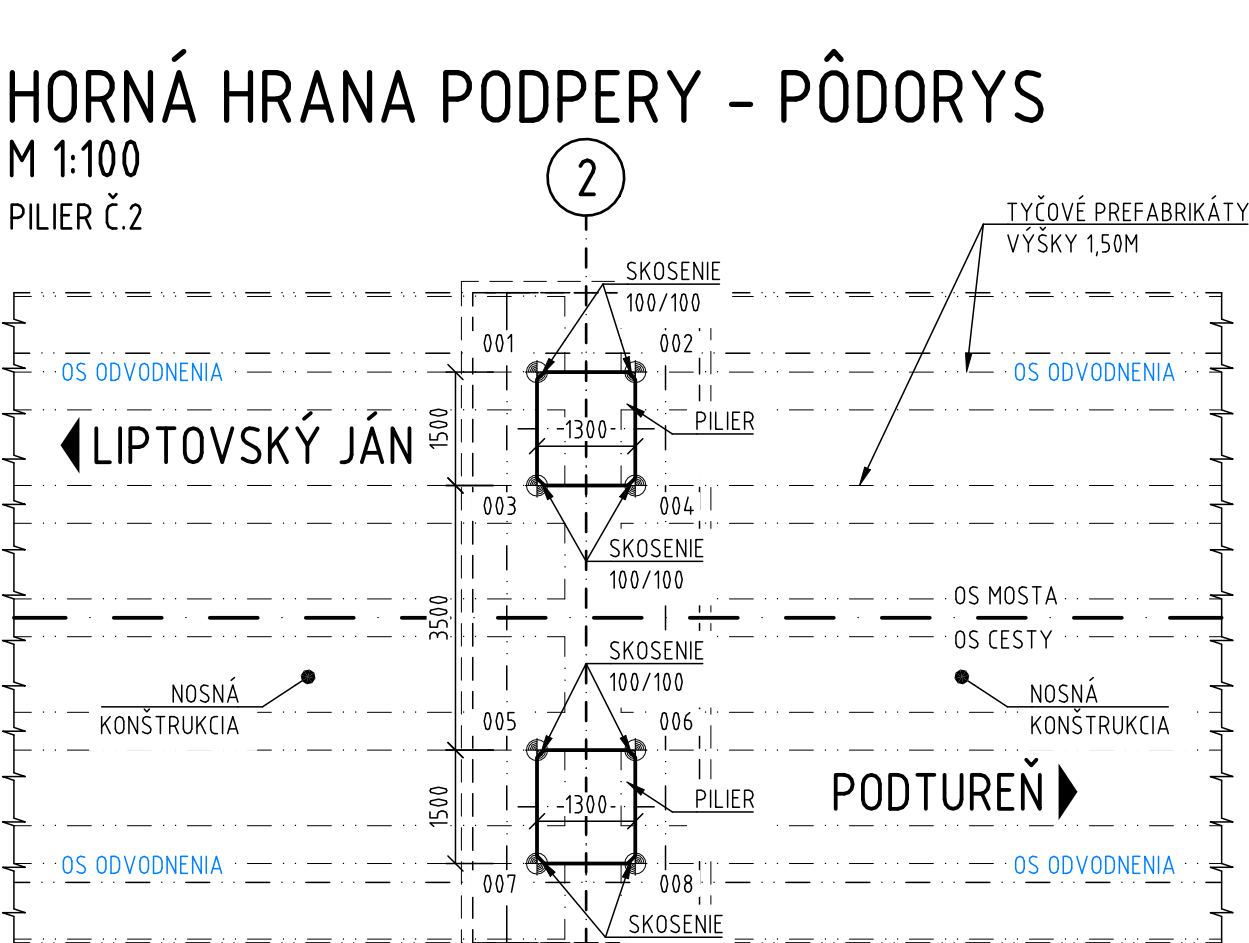 HORNÁ HRANA PODPERY - PÔDORYS
M 1:100
PILIER Č.2
2
TYČOVÉ PREFABRIKÁTY
VÝŠKY 1,50M
SKOSENIE
100/100
001
002
OS ODVODNENIA
OS ODVODNENIA
1500
1300
PILIER
LIPTOVSKÝ JÁN
003
004
SKOSENIE
100/100
3500
OS MOSTA
OS CESTY
SKOSENIE
100/100
NOSNÁ
KONŠTRUKCIA
NOSNÁ
KONŠTRUKCIA
005
006
1500
1300
PILIER
PODTUREŇ
OS ODVODNENIA
OS ODVODNENIA
007
008
SKOSENIE